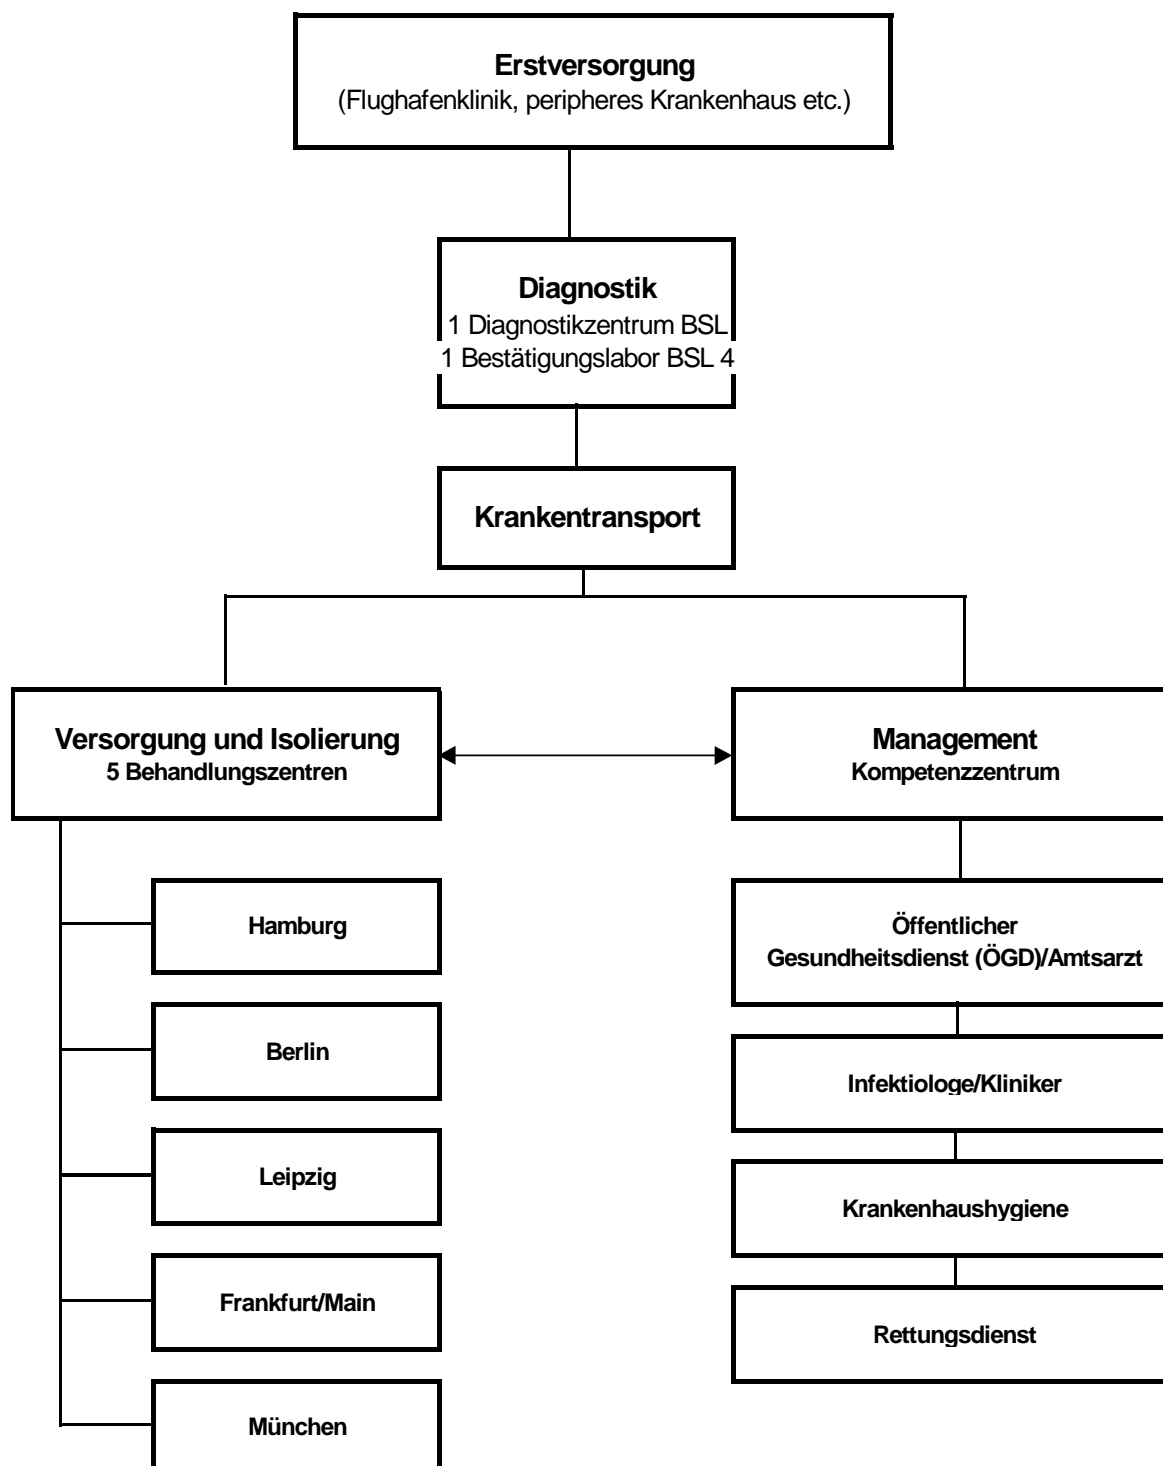 Erstversorgung
(Flughafenklinik, peripheres Krankenhaus etc.)
Diagnostik
1 Diagnostikzentrum BSL
1 Bestätigungslabor BSL 4
Krankentransport
Versorgung und Isolierung
5 Behandlungszentren
Management
Kompetenzzentrum
Hamburg
Berlin
Leipzig
Frankfurt/Main
München
Öffentlicher
Gesundheitsdienst (ÖGD)/Amtsarzt
Infektiologe/Kliniker
Krankenhaushygiene
Rettungsdienst